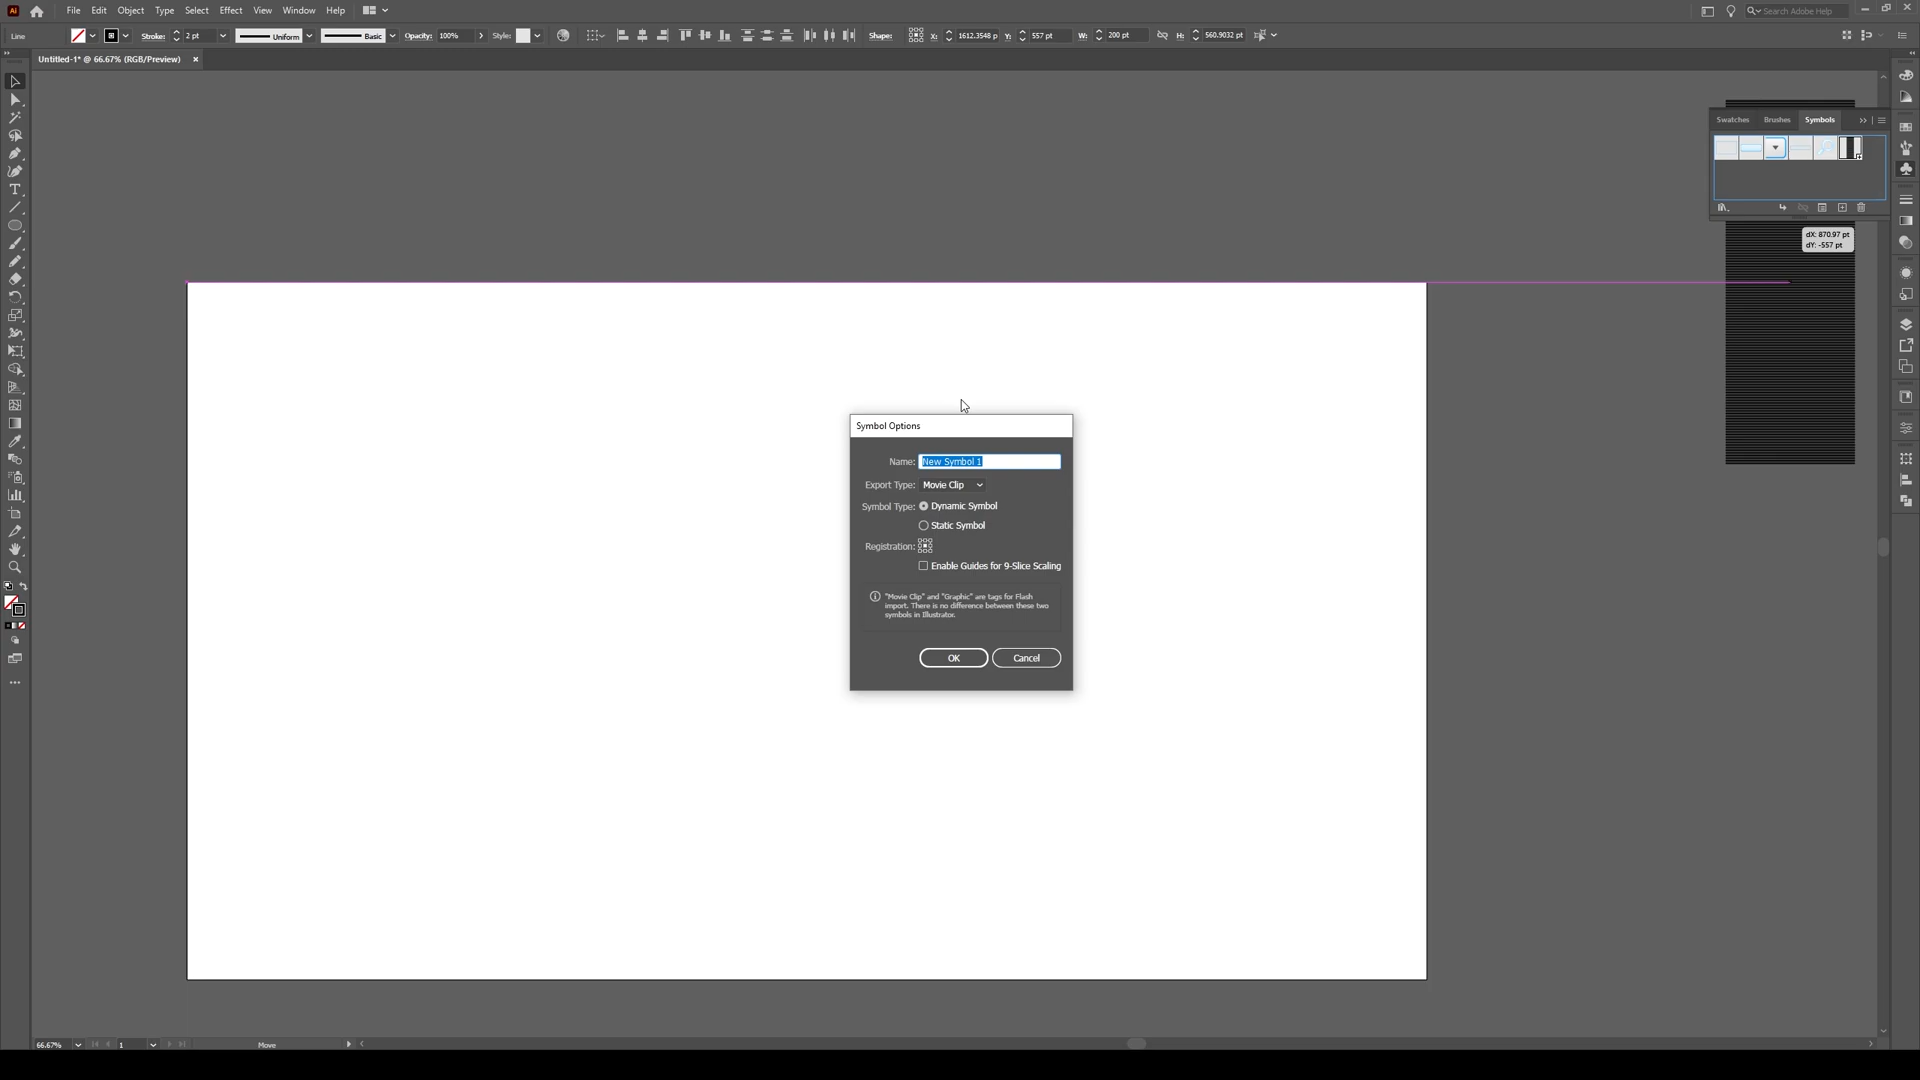 Ai File Edit Object Type Select Effect View Window Help Search Adobe Help
Line Stroke: 2 pt Uniform Basic Opacity: 100% Style: Shape: X: 1612.3548 p Y: 557 pt W: 200 pt H: 560.9032 pt
Untitled-1* @ 66.67% (RGB/Preview)
Swatches Brushes Symbols
dX: 870.97 pt
dY: -557 pt
Symbol Options
Name: New Symbol 1
Export Type: Movie Clip
Symbol Type: Dynamic Symbol
Static Symbol
Registration:
Enable Guides for 9-Slice Scaling
"Movie Clip" and "Graphic" are tags for Flash
import. There is no difference between these two
symbols in Illustrator.
OK Cancel
66.67% 1 Move